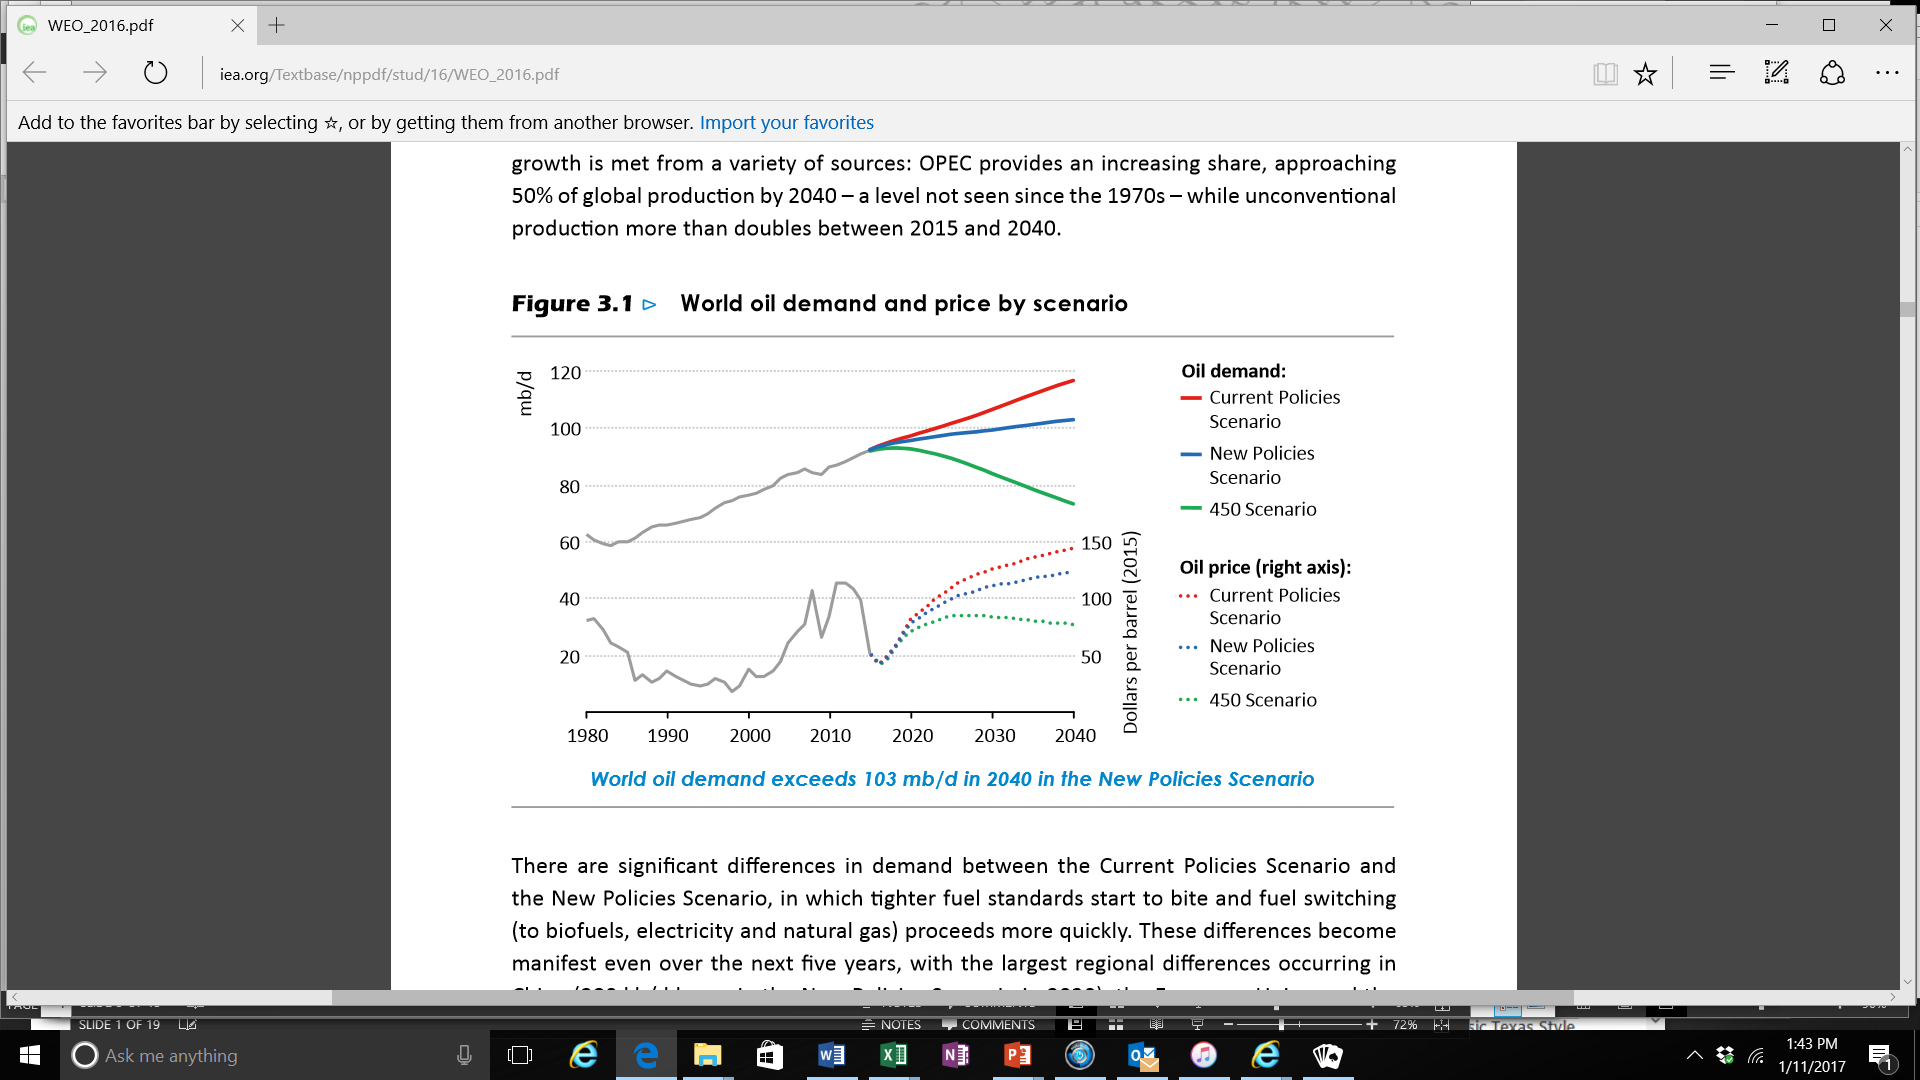 WEO_2016.pdf
iea.org/Textbase/nppdf/stud/16/WEO_2016.pdf
Add to the favorites bar by selecting ☆, or by getting them from another browser. Import your favorites
growth is met from a variety of sources: OPEC provides an increasing share, approaching
50% of global production by 2040 – a level not seen since the 1970s – while unconventional
production more than doubles between 2015 and 2040.
Figure 3.1 ▷ World oil demand and price by scenario
mb/d
120
100
80
60
40
20
150
100
50
Dollars per barrel (2015)
1980 1990 2000 2010 2020 2030 2040
Oil demand:
Current Policies
Scenario
New Policies
Scenario
450 Scenario
Oil price (right axis):
Current Policies
Scenario
New Policies
Scenario
450 Scenario
World oil demand exceeds 103 mb/d in 2040 in the New Policies Scenario
There are significant differences in demand between the Current Policies Scenario and
the New Policies Scenario, in which tighter fuel standards start to bite and fuel switching
(to biofuels, electricity and natural gas) proceeds more quickly. These differences become
manifest even over the next five years, with the largest regional differences occurring in
SLIDE 1 OF 19 NOTES COMMENTS 72%
Texas Style
Ask me anything
1:43 PM
1/11/2017
1